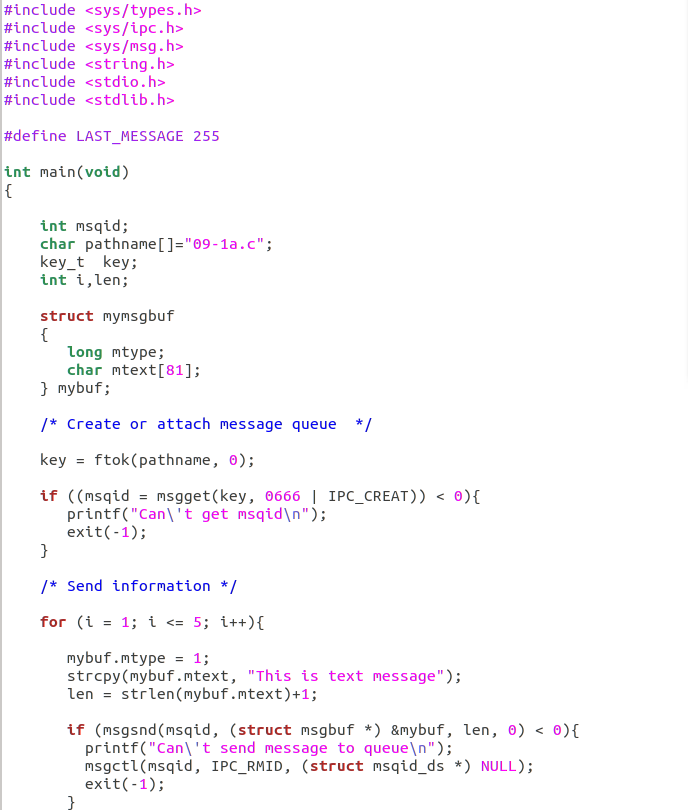 #include <sys/types.h>
#include <sys/ipc.h>
#include <sys/msg.h>
#include <string.h>
#include <stdio.h>
#include <stdlib.h>

#define LAST_MESSAGE 255

int main(void)
{

    int msqid;
    char pathname[]="09-1a.c";
    key_t  key;
    int i,len;

    struct mymsgbuf
    {
       long mtype;
       char mtext[81];
    } mybuf;

    /* Create or attach message queue  */

    key = ftok(pathname, 0);

    if ((msqid = msgget(key, 0666 | IPC_CREAT)) < 0){
       printf("Can\'t get msqid\n");
       exit(-1);
    }

    /* Send information */

    for (i = 1; i <= 5; i++){

       mybuf.mtype = 1;
       strcpy(mybuf.mtext, "This is text message");
       len = strlen(mybuf.mtext)+1;

       if (msgsnd(msqid, (struct msgbuf *) &mybuf, len, 0) < 0){
         printf("Can\'t send message to queue\n");
         msgctl(msqid, IPC_RMID, (struct msqid_ds *) NULL);
         exit(-1);
       }